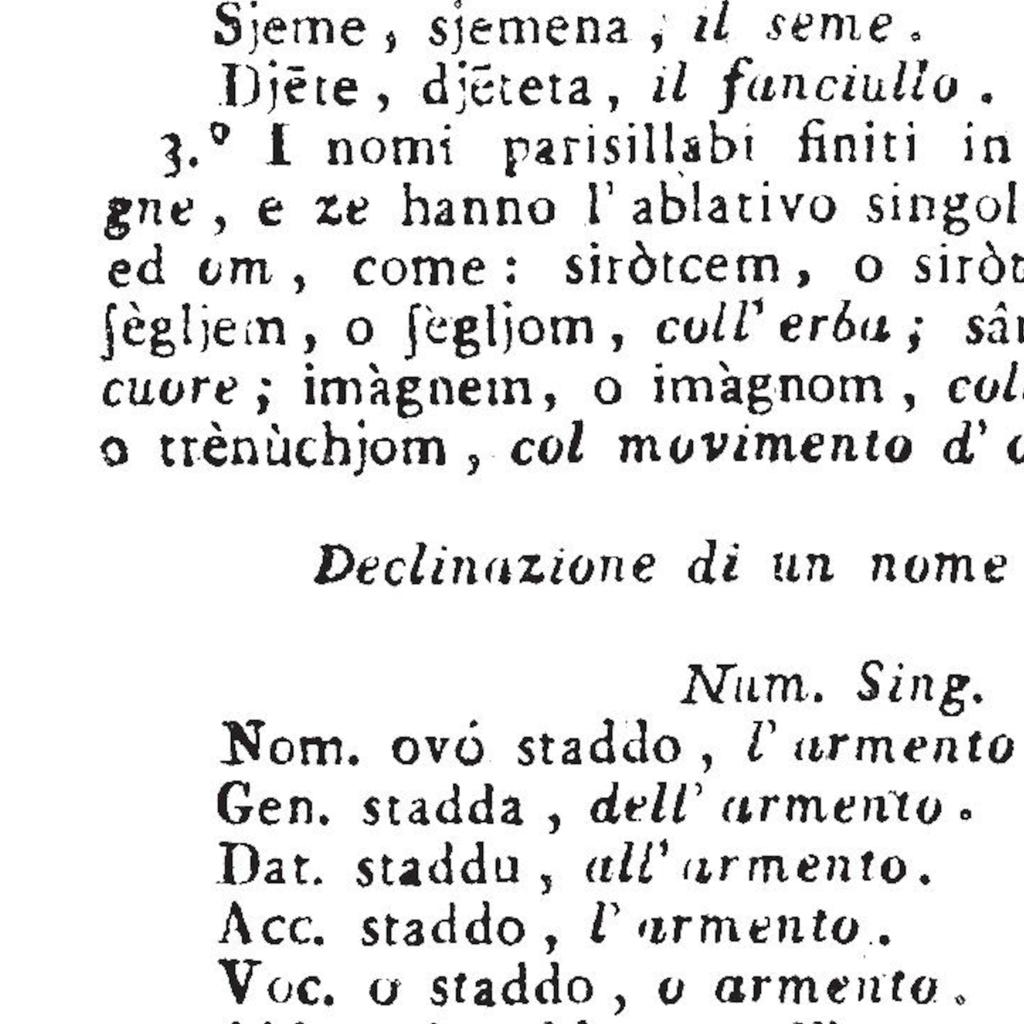 Sjeme, sjemena, il seme.
Djēte, djēteta, il fanciullo.
3.° I nomi parisillabi finiti in
gne, e ze hanno l'ablativo singol
ed om, come: siròtcem, o siròt
ſègljem, o ſègljom, coll'erba; sâr
cuore; imàgnem, o imàgnom, col
o trènùchjom, col movimento d'
Declinazione di un nome
Num. Sing.
Nom. ovó staddo, l'armento
Gen. stadda, dell'armento.
Dat. staddu, all'armento.
Acc. staddo, l'armento.
Voc. o staddo, o armento.